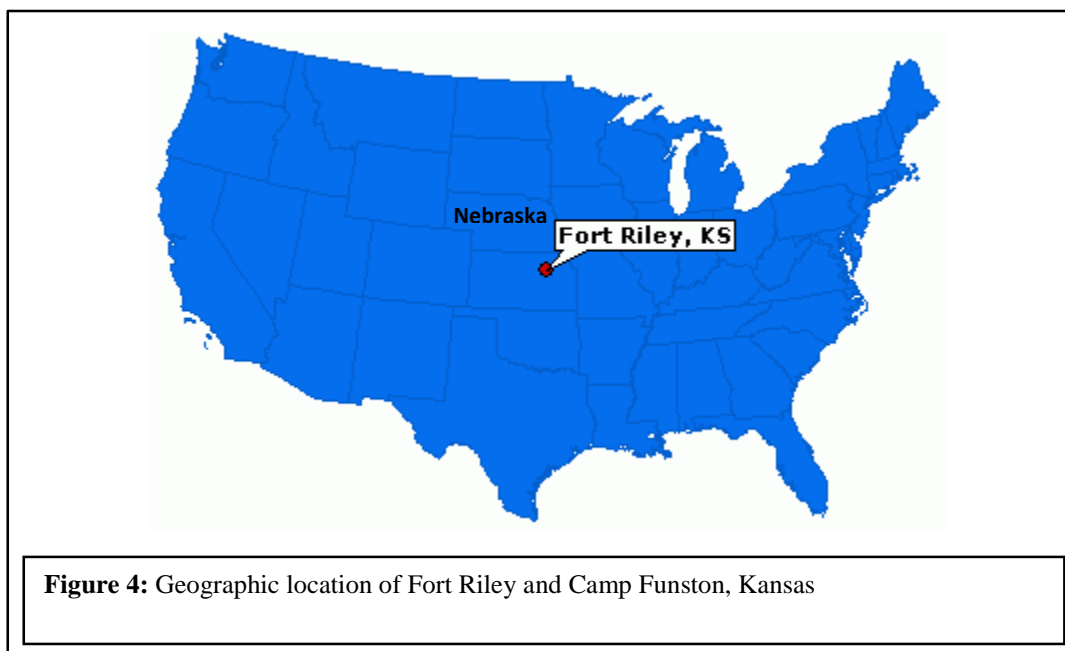 Nebraska
Fort Riley, KS
Figure 4: Geographic location of Fort Riley and Camp Funston, Kansas